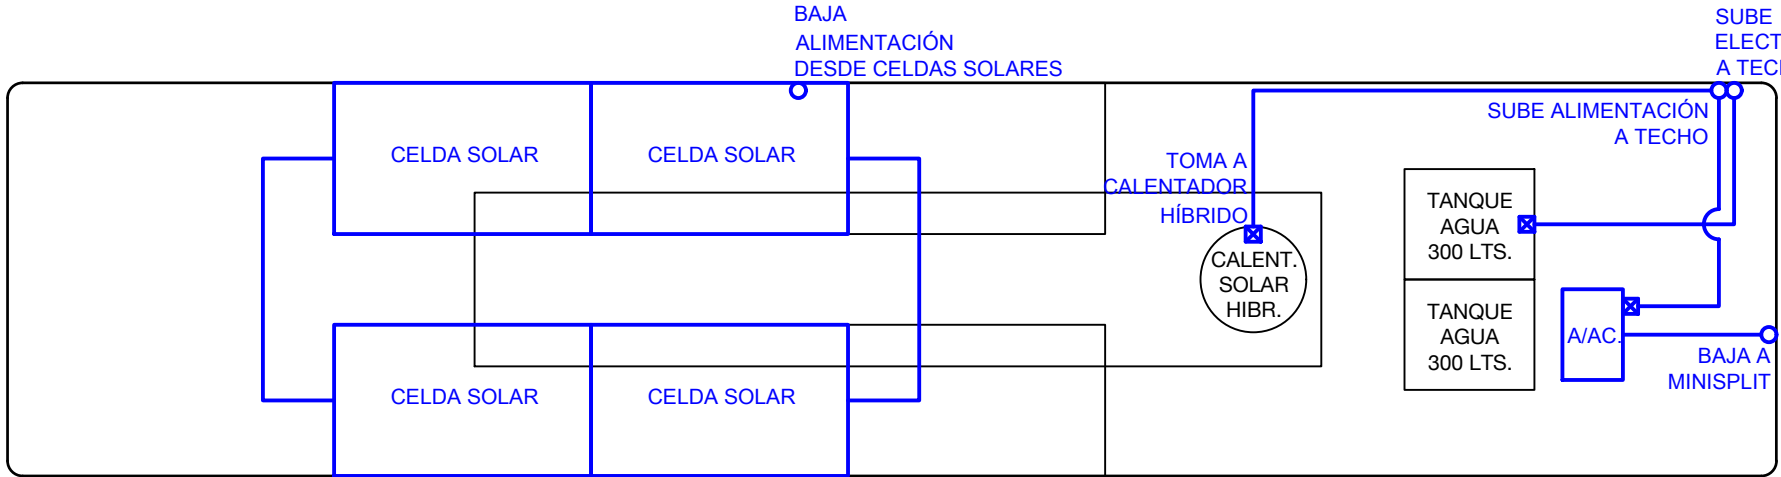 BAJA
ALIMENTACIÓN
DESDE CELDAS SOLARES
SUBE
SUBE ALIMENTACIÓN
A TECHO
CELDA SOLAR
CELDA SOLAR
TOMA A
CALENTADOR
HÍBRIDO
CALENT.
SOLAR
HIBR.
TANQUE
AGUA
300 LTS.
TANQUE
AGUA
300 LTS.
A/AC.
BAJA A
MINISPLIT
CELDA SOLAR
CELDA SOLAR